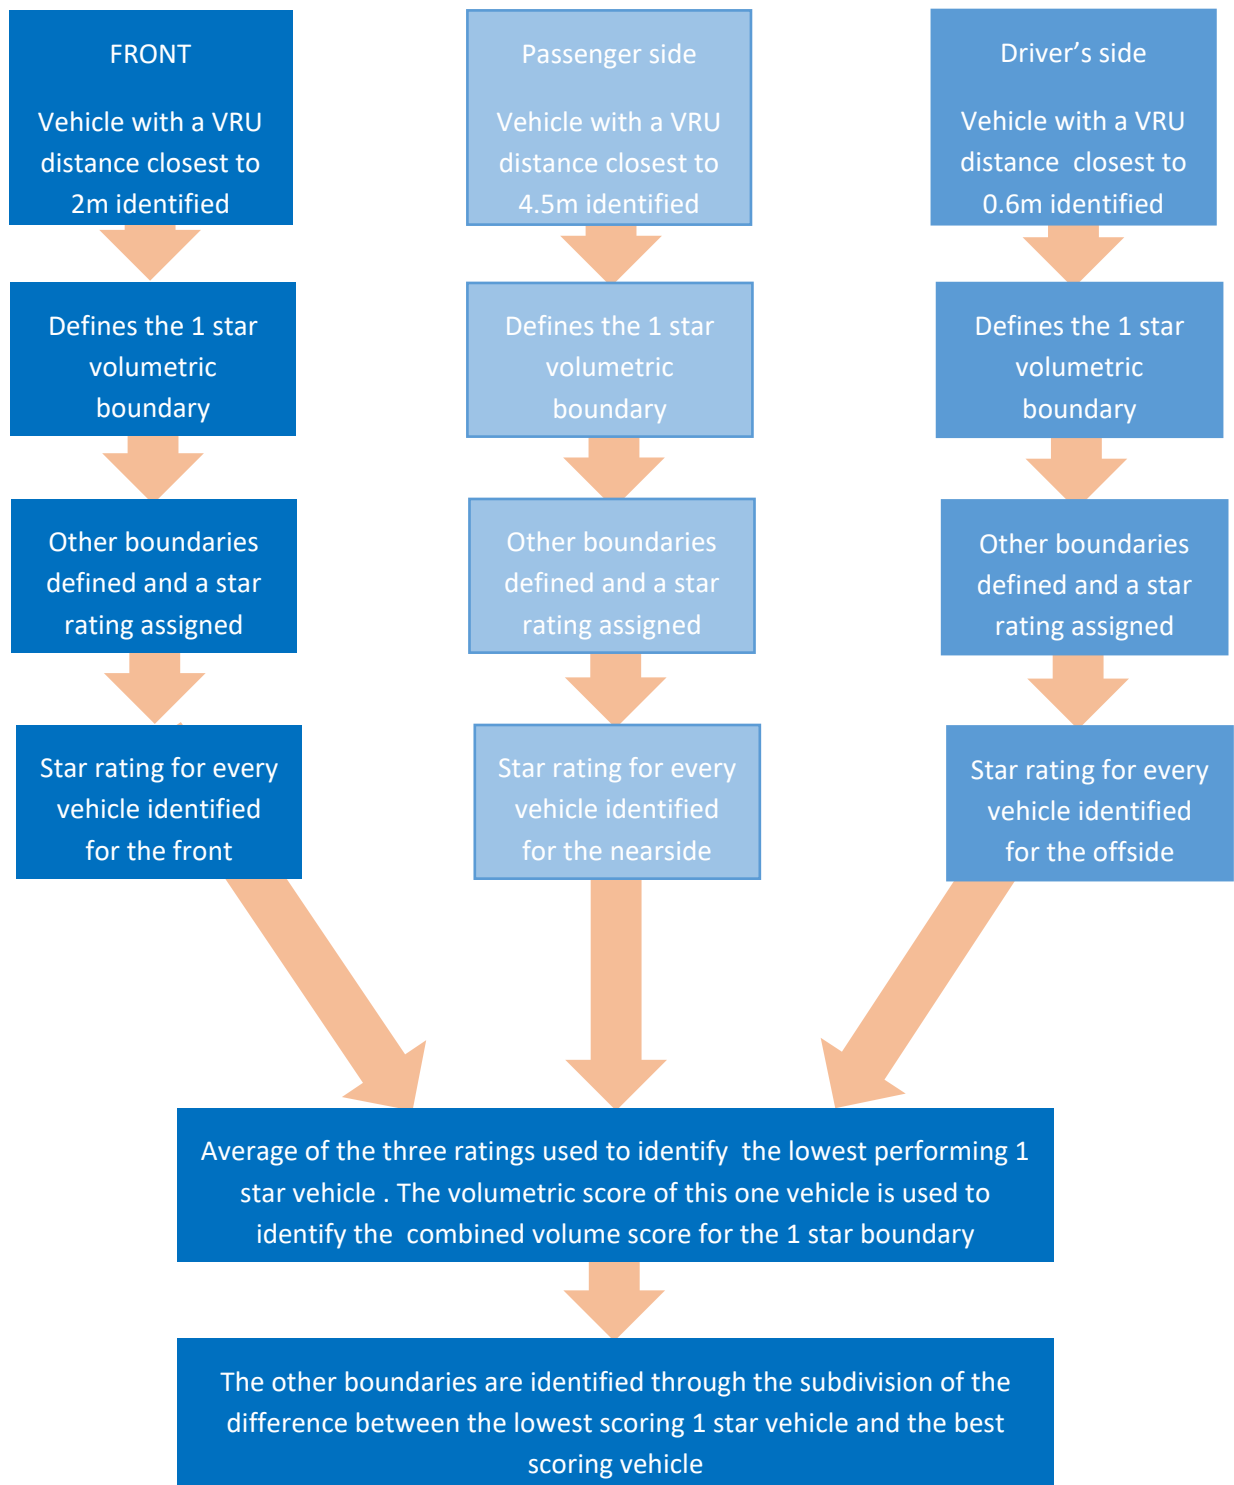 FRONT
Vehicle with a VRU
distance closest to
2m identified
Passenger side
Vehicle with a VRU
distance closest to
4.5m identified
Driver’s side
Vehicle with a VRU
distance  closest to
0.6m identified
Defines the 1 star
volumetric
boundary
Defines the 1 star
volumetric
boundary
Defines the 1 star
volumetric
boundary
Other boundaries
defined and a star
rating assigned
Other boundaries
defined and a star
rating assigned
Other boundaries
defined and a star
rating assigned
Star rating for every
vehicle identified
for the front
Star rating for every
vehicle identified
for the nearside
Star rating for every
vehicle identified
for the offside
Average of the three ratings used to identify  the lowest performing 1
star vehicle . The volumetric score of this one vehicle is used to
identify the  combined volume score for the 1 star boundary
The other boundaries are identified through the subdivision of the
difference between the lowest scoring 1 star vehicle and the best
scoring vehicle